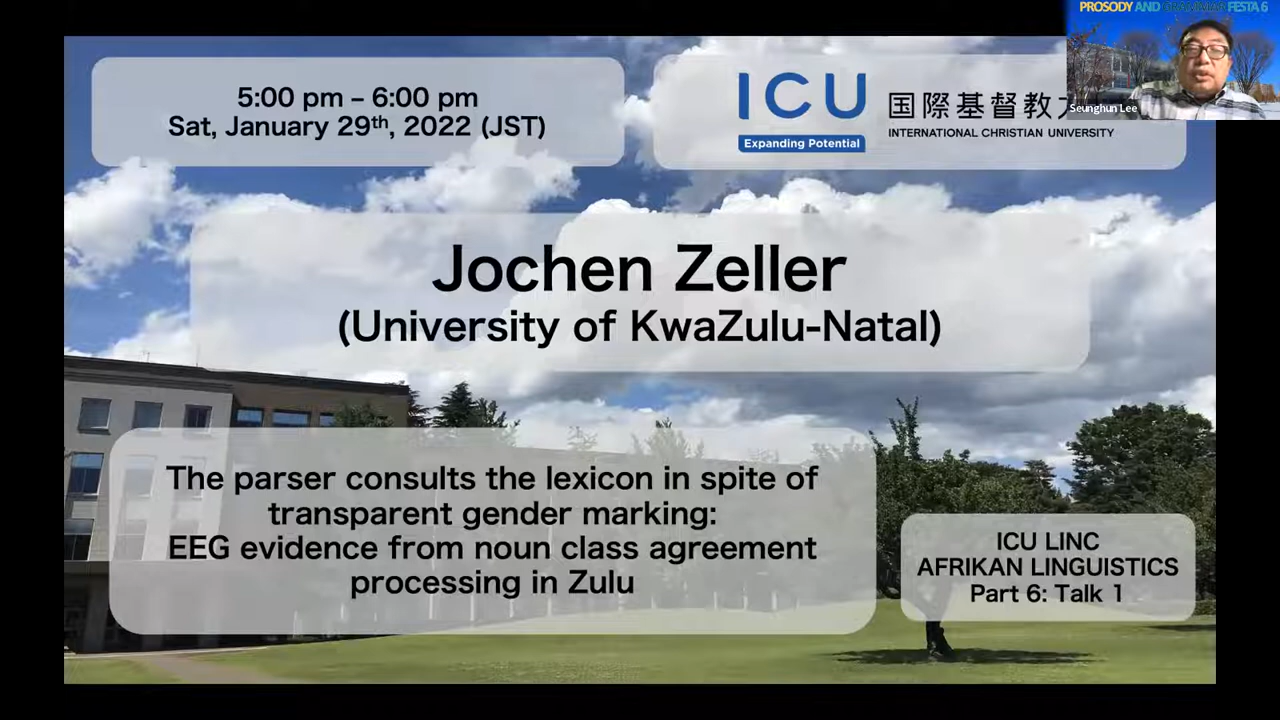 5:00 pm – 6:00 pm
Sat, January 29th, 2022 (JST)
ICU
Expanding Potential
国際基督教
INTERNATIONAL CHRISTIAN UNIVERSITY
PROSODY AND GRAMMAR FESTA 6
Seunghun Lee
Jochen Zeller
(University of KwaZulu-Natal)
The parser consults the lexicon in spite of
transparent gender marking:
EEG evidence from noun class agreement
processing in Zulu
ICU LINC
AFRIKAN LINGUISTICS
Part 6: Talk 1